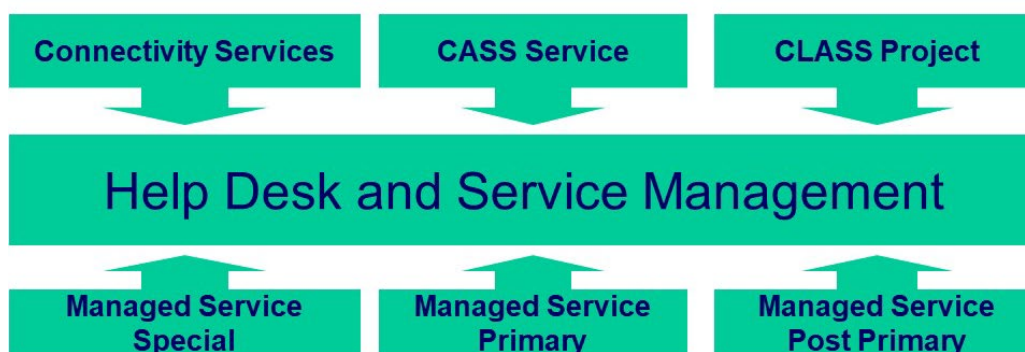 Connectivity Services
CASS Service
CLASS Project
Help Desk and Service Management
Managed Service
Special
Managed Service
Primary
Managed Service
Post Primary